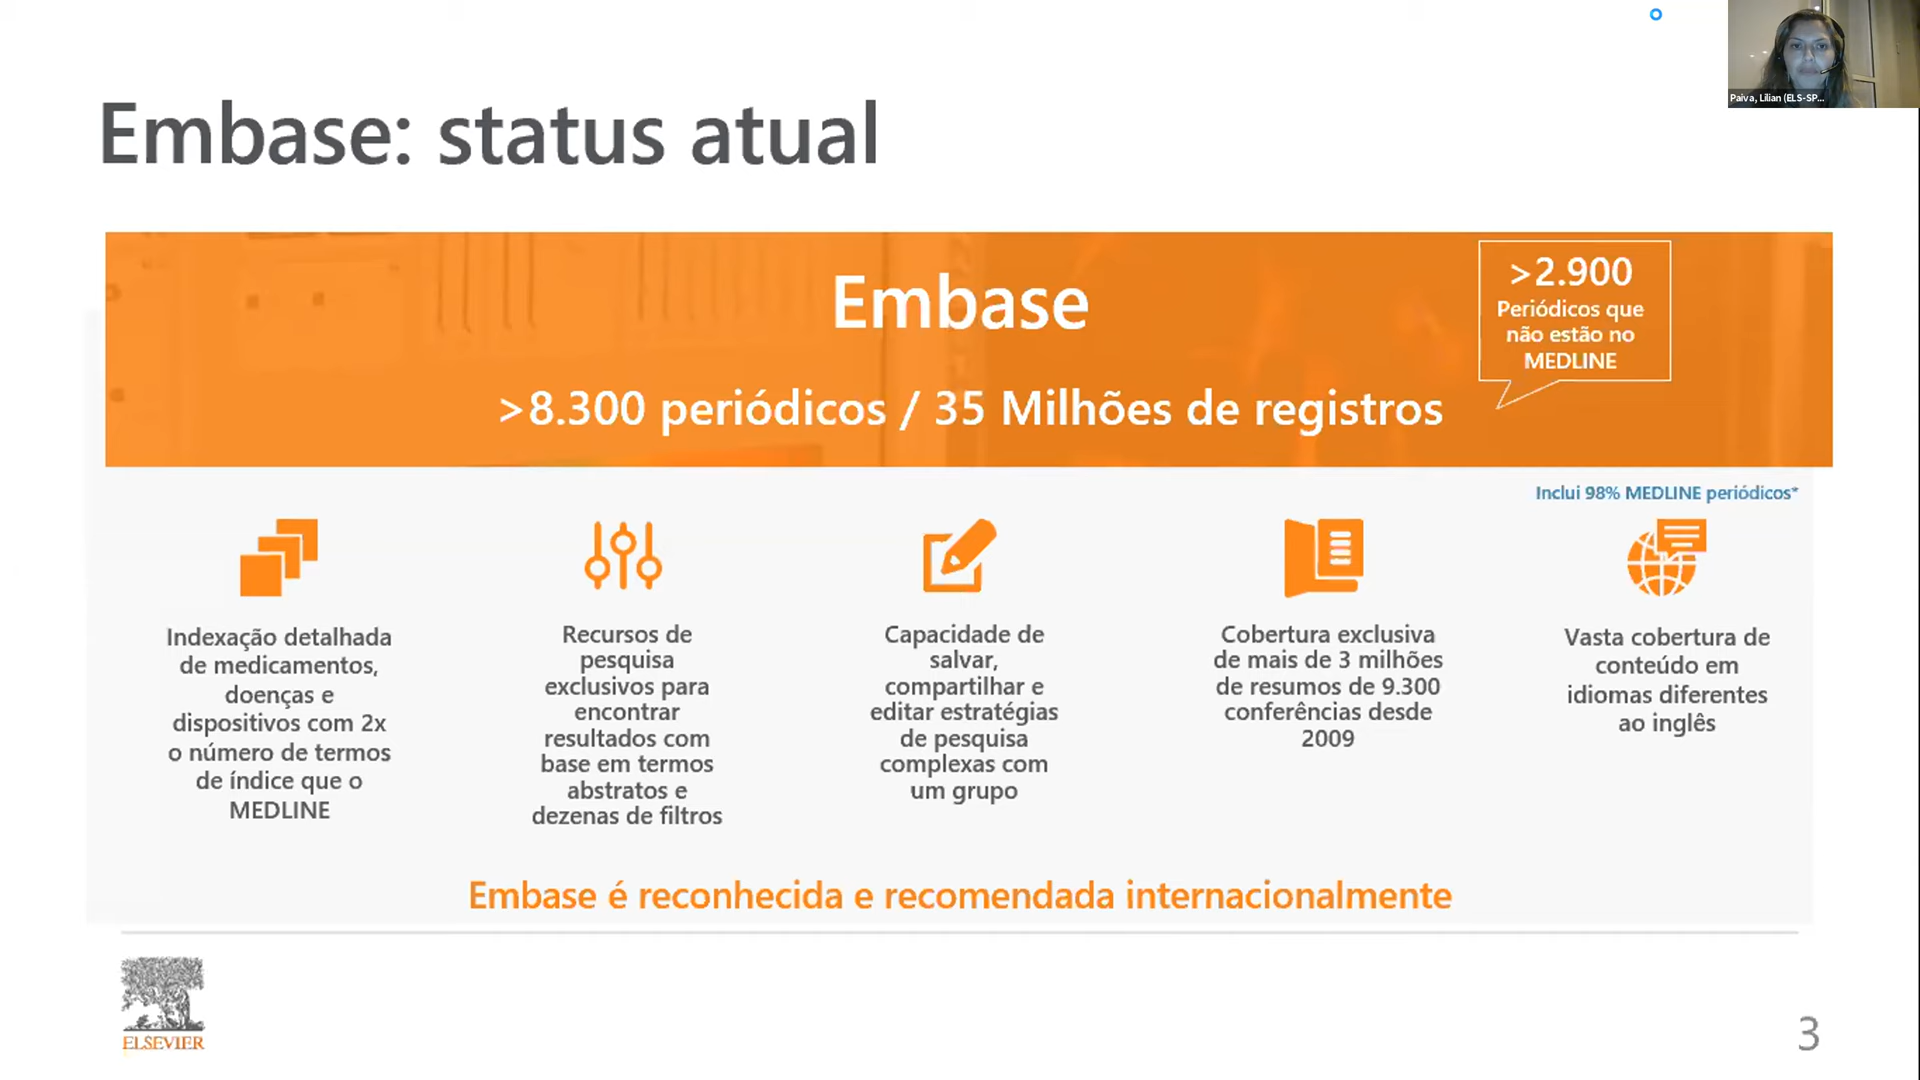 Paiva, Lilian (ELS-SP...
Embase: status atual
Embase
>8.300 periódicos / 35 Milhões de registros
>2.900
Periódicos que
não estão no
MEDLINE
Inclui 98% MEDLINE periódicos*
Indexação detalhada
de medicamentos,
doenças e
dispositivos com 2x
o número de termos
de índice que o
MEDLINE
Recursos de
pesquisa
exclusivos para
encontrar
resultados com
base em termos
abstratos e
dezenas de filtros
Capacidade de
salvar,
compartilhar e
editar estratégias
de pesquisa
complexas com
um grupo
Cobertura exclusiva
de mais de 3 milhões
de resumos de 9.300
conferências desde
2009
Vasta cobertura de
conteúdo em
idiomas diferentes
ao inglês
Embase é reconhecida e recomendada internacionalmente
ELSEVIER
3